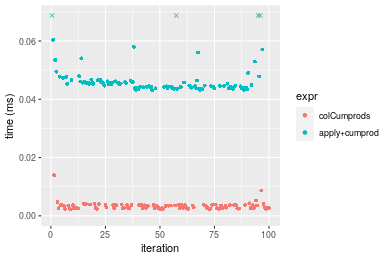 0.06
0.04
0.02
0.00
time (ms)
0
25
50
75
100
iteration
expr
colCumprods
apply+cumprod